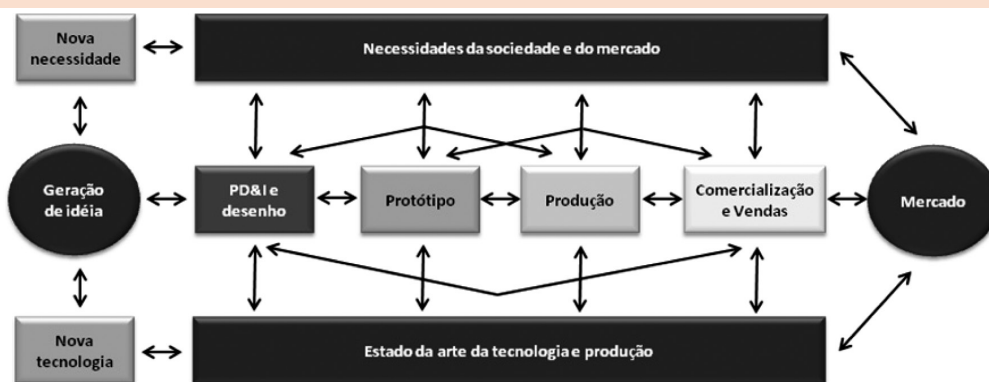 Nova
necessidade
Necessidades da sociedade e do mercado
Geração
de idéia
PD&I e
desenho
Protótipo
Produção
Comercialização
e Vendas
Mercado
Nova
tecnologia
Estado da arte da tecnologia e produção